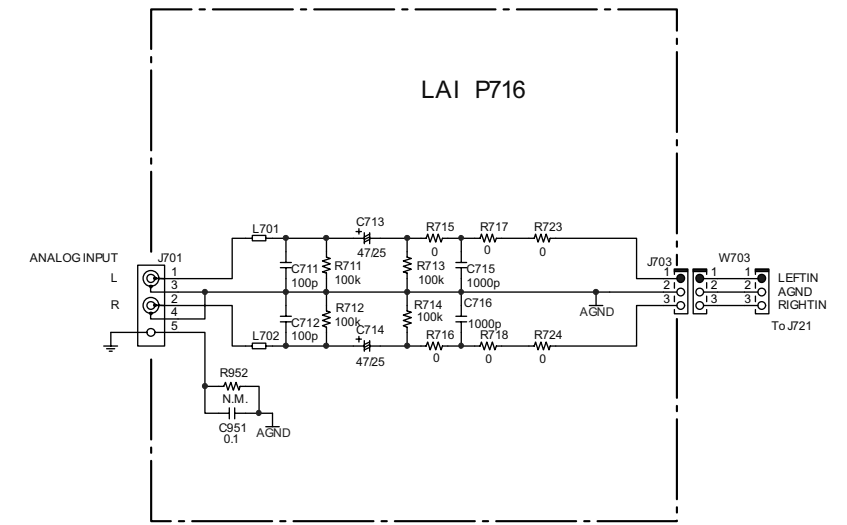 LAI P716
ANALOG INPUT
J701
L
R
1
3
2
4
5
L701
C713
+
47/25
R715
0
R717
0
R723
0
C711
100p
R711
100k
R713
100k
C715
1000p
J703
W703
1
2
3
1
2
3
1
2
3
LEFTIN
AGND
RIGHTIN
To J721
AGND
C712
100p
R712
100k
R714
100k
C716
1000p
L702
C714
+
47/25
R716
0
R718
0
R724
0
R952
N.M.
C951
0.1
AGND